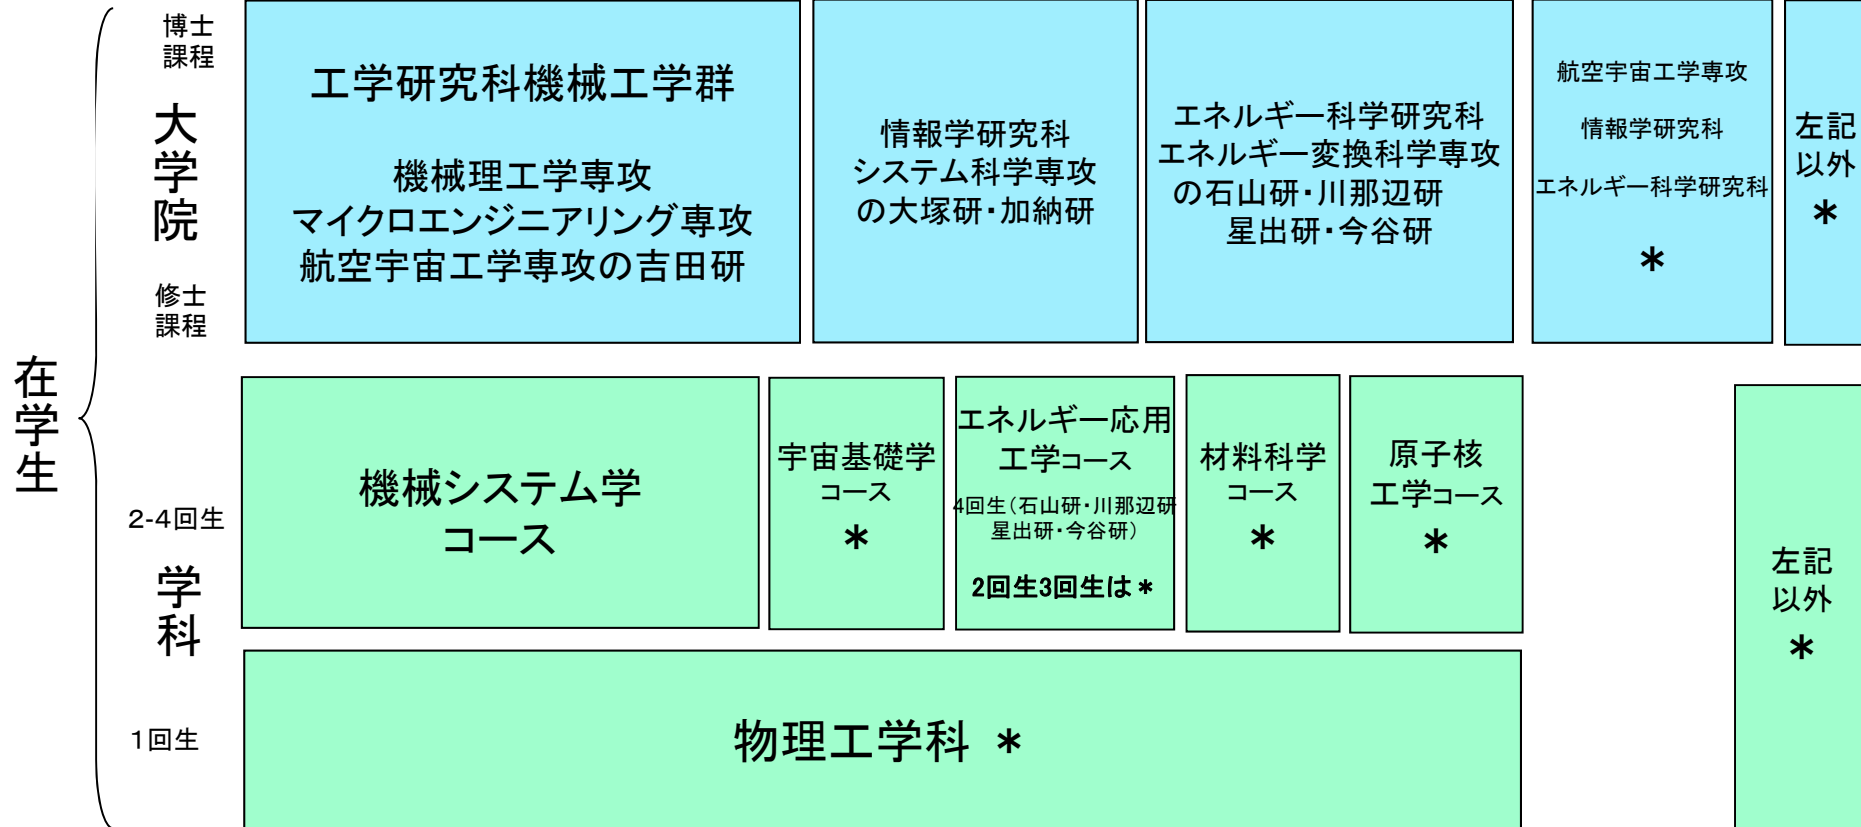 在学生
博士
課程
大学院
修士
課程
工学研究科機械工学群
機械理工学専攻
マイクロエンジニアリング専攻
航空宇宙工学専攻の吉田研
情報学研究科
システム科学専攻
の大塚研・加納研
エネルギー科学研究科
エネルギー変換科学専攻
の石山研・川那辺研
星出研・今谷研
航空宇宙工学専攻
情報学研究科
エネルギー科学研究科
*
左記
以外
*
2-4回生
学科
1回生
機械システム学
コース
宇宙基礎学
コース
*
エネルギー応用
工学コース
4回生(石山研・川那辺研
星出研・今谷研)
2回生3回生は*
材料科学
コース
*
原子核
工学コース
*
左記
以外
*
物理工学科 *